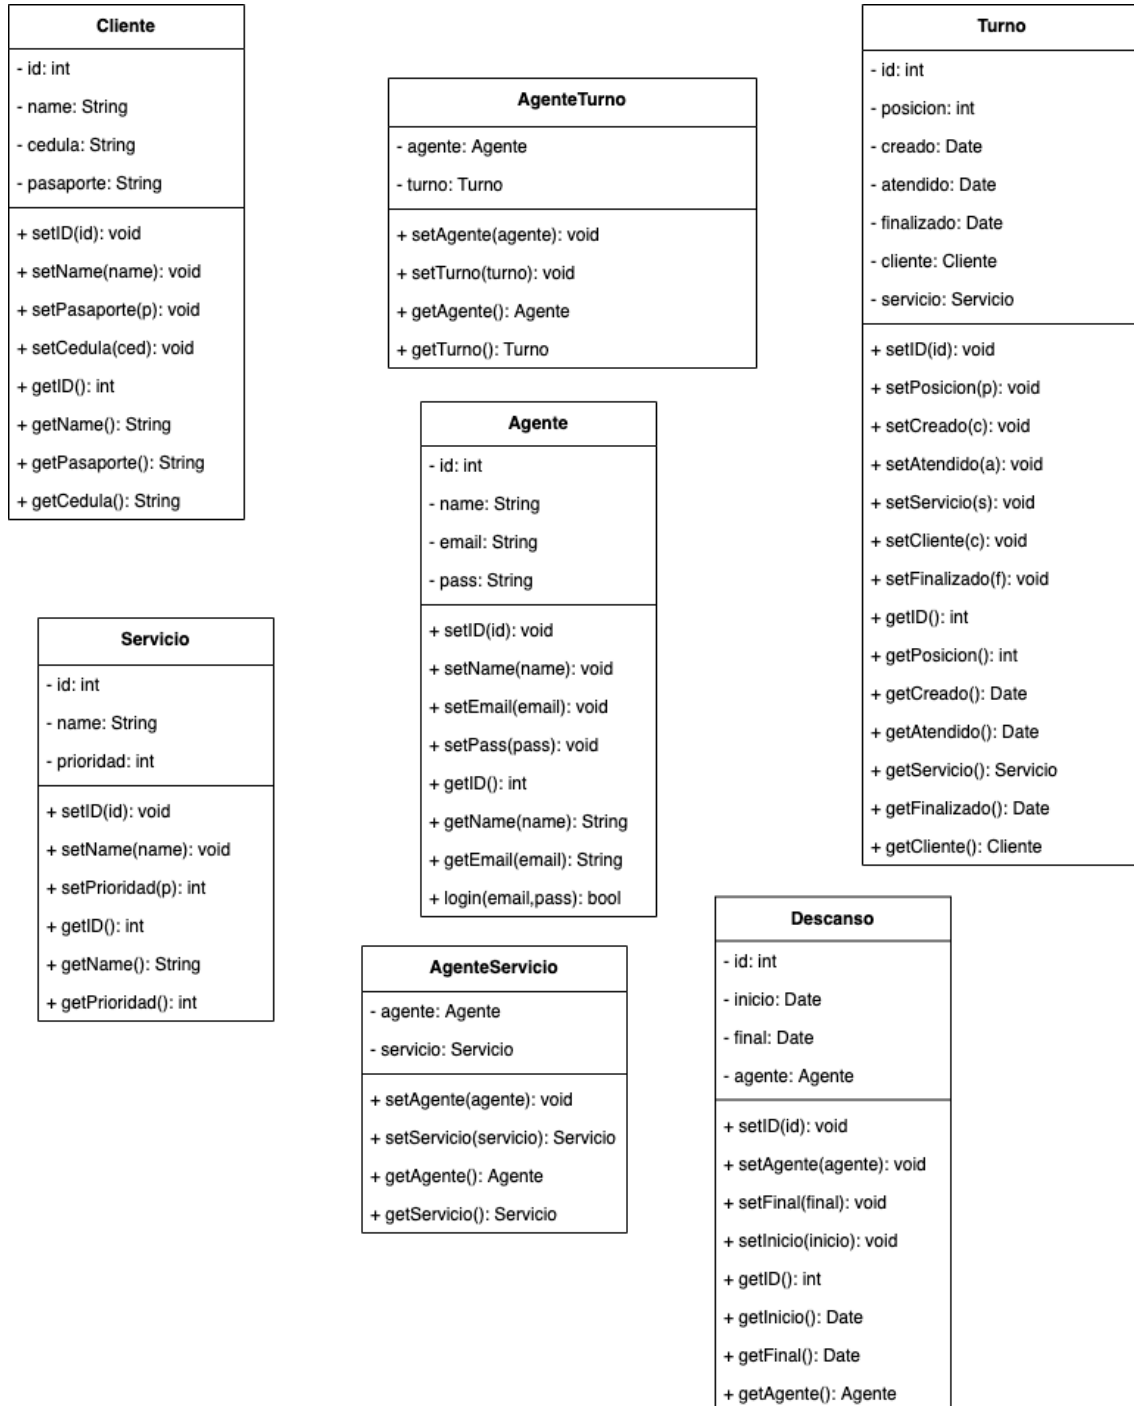 Cliente
- id: int
- name: String
- cedula: String
- pasaporte: String
+ setID(id): void
+ setName(name): void
+ setPasaporte(p): void
+ setCedula(ced): void
+ getID(): int
+ getName(): String
+ getPasaporte(): String
+ getCedula(): String
AgenteTurno
- agente: Agente
- turno: Turno
+ setAgente(agente): void
+ setTurno(turno): void
+ getAgente(): Agente
+ getTurno(): Turno
Turno
- id: int
- posicion: int
- creado: Date
- atendido: Date
- finalizado: Date
- cliente: Cliente
- servicio: Servicio
+ setID(id): void
+ setPosicion(p): void
+ setCreado(c): void
+ setAtendido(a): void
+ setServicio(s): void
+ setCliente(c): void
+ setFinalizado(f): void
+ getID(): int
+ getPosicion(): int
+ getCreado(): Date
+ getAtendido(): Date
+ getServicio(): Servicio
+ getFinalizado(): Date
+ getCliente(): Cliente
Agente
- id: int
- name: String
- email: String
- pass: String
+ setID(id): void
+ setName(name): void
+ setEmail(email): void
+ setPass(pass): void
+ getID(): int
+ getName(name): String
+ getEmail(email): String
+ login(email,pass): bool
Servicio
- id: int
- name: String
- prioridad: int
+ setID(id): void
+ setName(name): void
+ setPrioridad(p): int
+ getID(): int
+ getName(): String
+ getPrioridad(): int
AgenteServicio
- agente: Agente
- servicio: Servicio
+ setAgente(agente): void
+ setServicio(servicio): Servicio
+ getAgente(): Agente
+ getServicio(): Servicio
Descanso
- id: int
- inicio: Date
- final: Date
- agente: Agente
+ setID(id): void
+ setAgente(agente): void
+ setFinal(final): void
+ setInicio(inicio): void
+ getID(): int
+ getInicio(): Date
+ getFinal(): Date
+ getAgente(): Agente